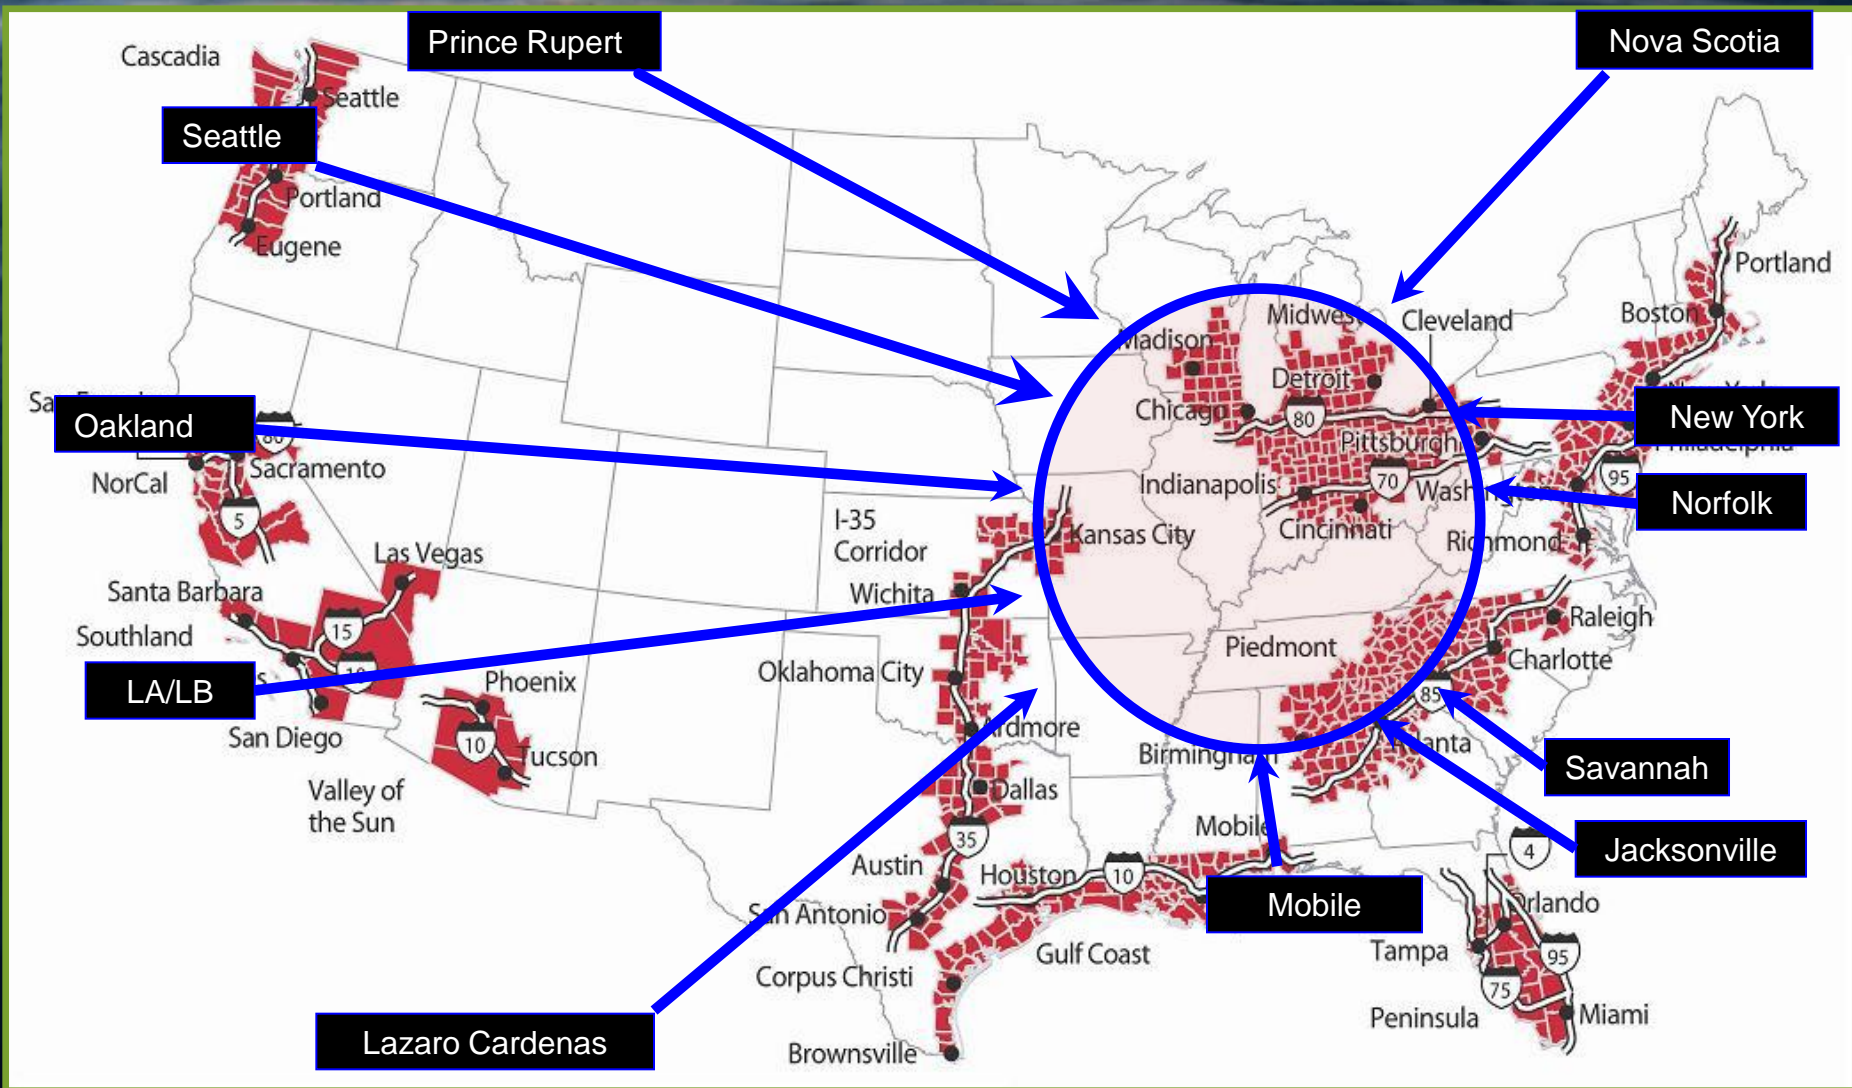 Prince Rupert
Nova Scotia
Cascadia
Seattle
Seattle
Portland
Eugene
Portland
Boston
Midwest
Cleveland
Madison
Detroit
Chicago
80
Pittsburgh
New York
Oakland
80
Sacramento
NorCal
5
Indianapolis
70
Washington
95
Norfolk
I-35
Corridor
Kansas City
Cincinnati
Richmond
Las Vegas
Santa Barbara
Wichita
Southland
15
10
Raleigh
Piedmont
Charlotte
LA/LB
Phoenix
Oklahoma City
85
San Diego
Ardmore
10
Tucson
Birmingham
Atlanta
Savannah
Valley of
the Sun
Dallas
35
Mobile
4
Jacksonville
Austin
Houston
10
Mobile
San Antonio
Orlando
Gulf Coast
Tampa
95
Corpus Christi
75
Peninsula
Miami
Lazaro Cardenas
Brownsville